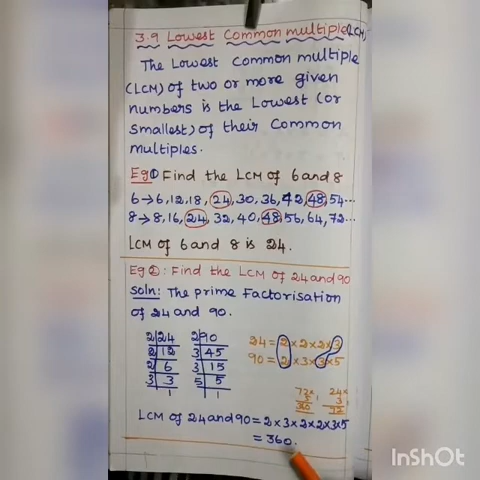 3.9 Lowest Common multiple(LCM)
The Lowest Common multiple
(LCM) of two or more given
numbers is the Lowest (or
Smallest) of their Common
multiples.
Eg①: Find the LCM of 6 and 8
6→6,12,18,24,30,36,42,48,54...
8→8,16,24,32,40,48,56,64,72...
LCM of 6 and 8 is 24.
Eg②: Find the LCM of 24 and 90
Soln: The prime Factorisation
of 24 and 90.
2 24 2 90
2 12 3 45
2 6 3 15
3 3 5 5
1 1
24 = 2×2×2×3
90 = 2×3×3×5
72× 24×
5 3
360 72
LCM of 24 and 90 = 2×3×2×2×3×5
= 360.
InShOt